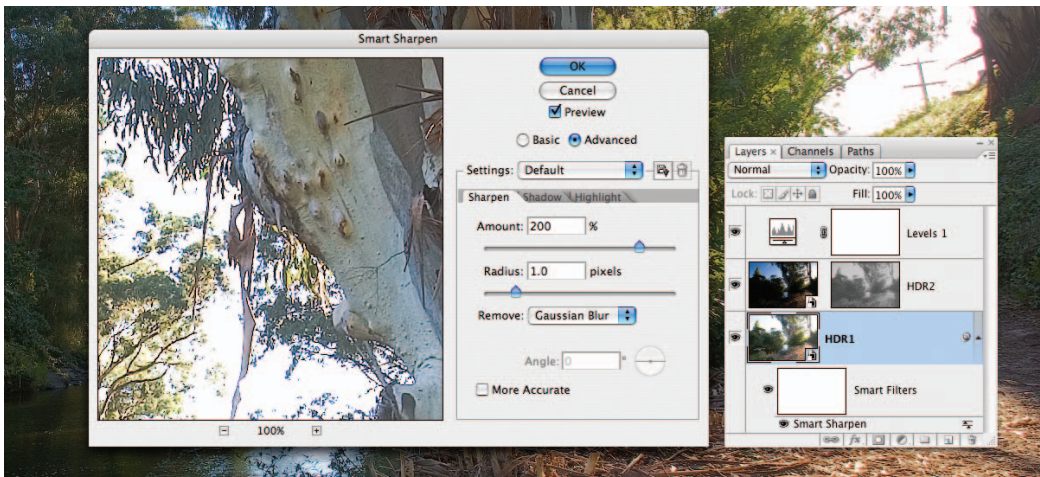 Smart Sharpen
OK
Cancel
Preview
Basic Advanced
Settings: Default
Sharpen Shadow Highlight
Amount: 200 %
Radius: 1.0 pixels
Remove: Gaussian Blur
Angle: 0 °
More Accurate
100%
Layers × Channels Paths
Normal Opacity: 100%
Lock: Fill: 100%
Levels 1
HDR2
HDR1
Smart Filters
Smart Sharpen
fx